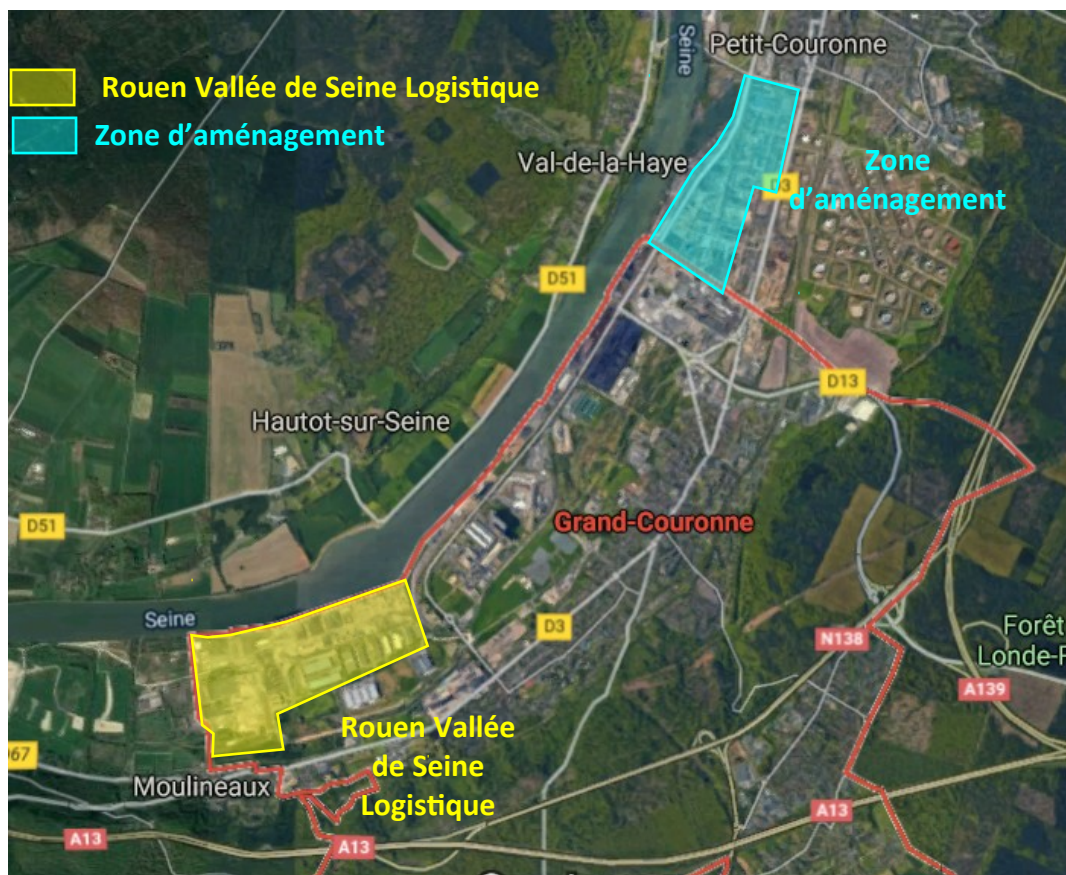 Rouen Vallée de Seine Logistique
Zone d'aménagement
Seine
Petit-Couronne
Val-de-la-Haye
Zone
d'aménagement
D3
D51
D13
Hautot-sur-Seine
D51
Grand-Couronne
Seine
D3
N138
Forêt
Londe-R
A139
67
Rouen Vallée
de Seine
Logistique
Moulineaux
A13
A13
A13